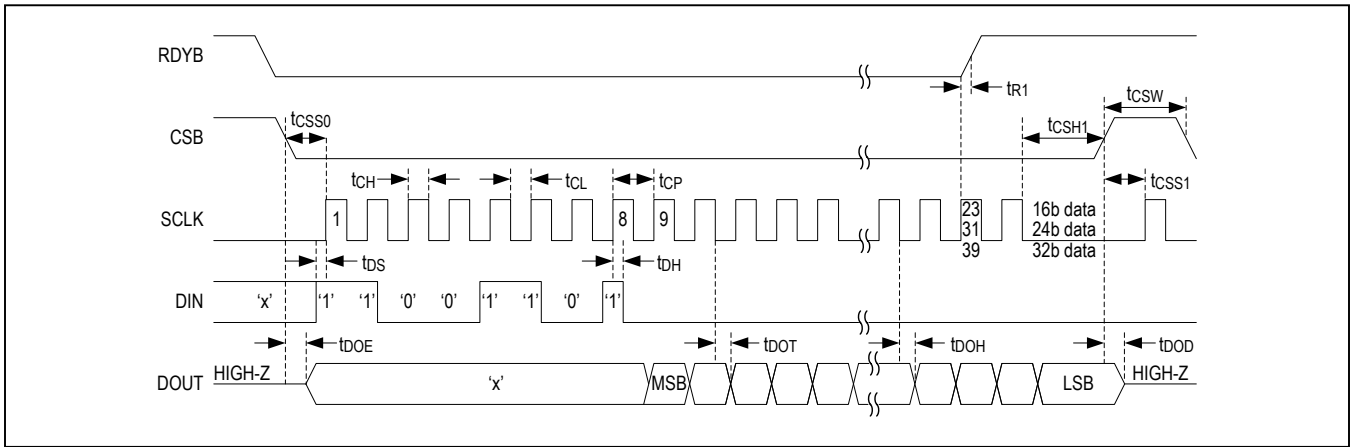 RDYB
tR1
tCSW
tCSS0
CSB
tCSH1
tCH
tCL
tCP
tCSS1
SCLK
1
8
9
23
16b data
31
24b data
39
32b data
tDS
tDH
DIN
‘x’
‘1’
‘1’
‘0’
‘0’
‘1’
‘1’
‘0’
‘1’
tDOE
tDOT
tDOH
tDOD
DOUT
HIGH-Z
‘x’
MSB
LSB
HIGH-Z